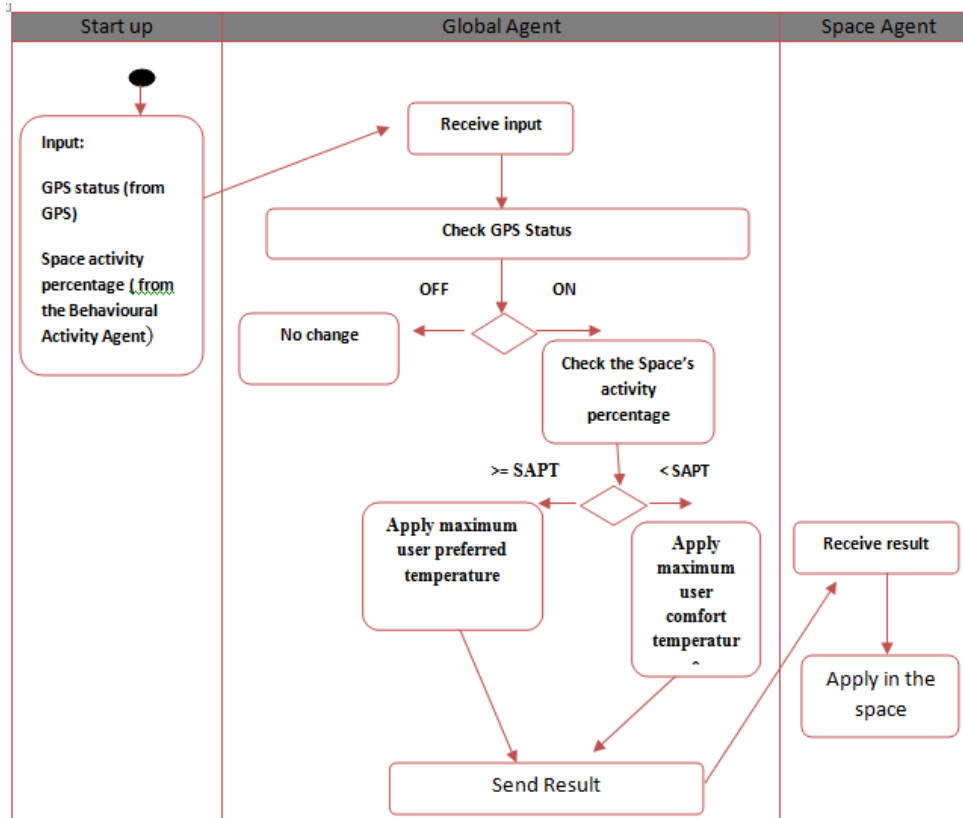 Start up
Global Agent
Space Agent
Input:
GPS status (from
GPS)
Space activity
percentage ( from
the Behavioural
Activity Agent)
Receive input
Check GPS Status
OFF
ON
No change
Check the Space's
activity
percentage
>= SAPT
< SAPT
Apply maximum
user preferred
temperature
Apply
maximum
user
comfort
temperatur
Send Result
Receive result
Apply in the
space